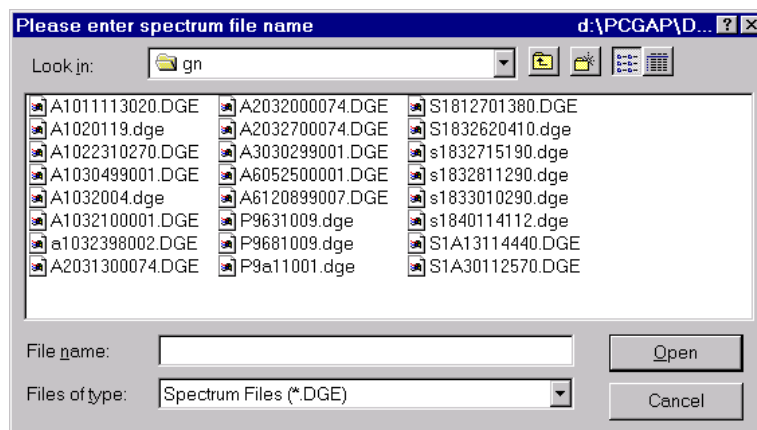 Please enter spectrum file name d:\PCGAP\D... ? ×
Look in: gn
A1011113020.DGE A2032000074.DGE S1812701380.DGE
A1020119.dge A2032700074.DGE S1832620410.dge
A1022310270.DGE A3030299001.DGE s1832715190.dge
A1030499001.DGE A6052500001.DGE s1832811290.dge
A1032004.dge A6120899007.DGE s1833010290.dge
A1032100001.DGE P9631009.dge s1840114112.dge
a1032398002.DGE P9681009.dge S1A13114440.DGE
A2031300074.DGE P9a11001.dge S1A30112570.DGE
File name: Open
Files of type: Spectrum Files (*.DGE) Cancel